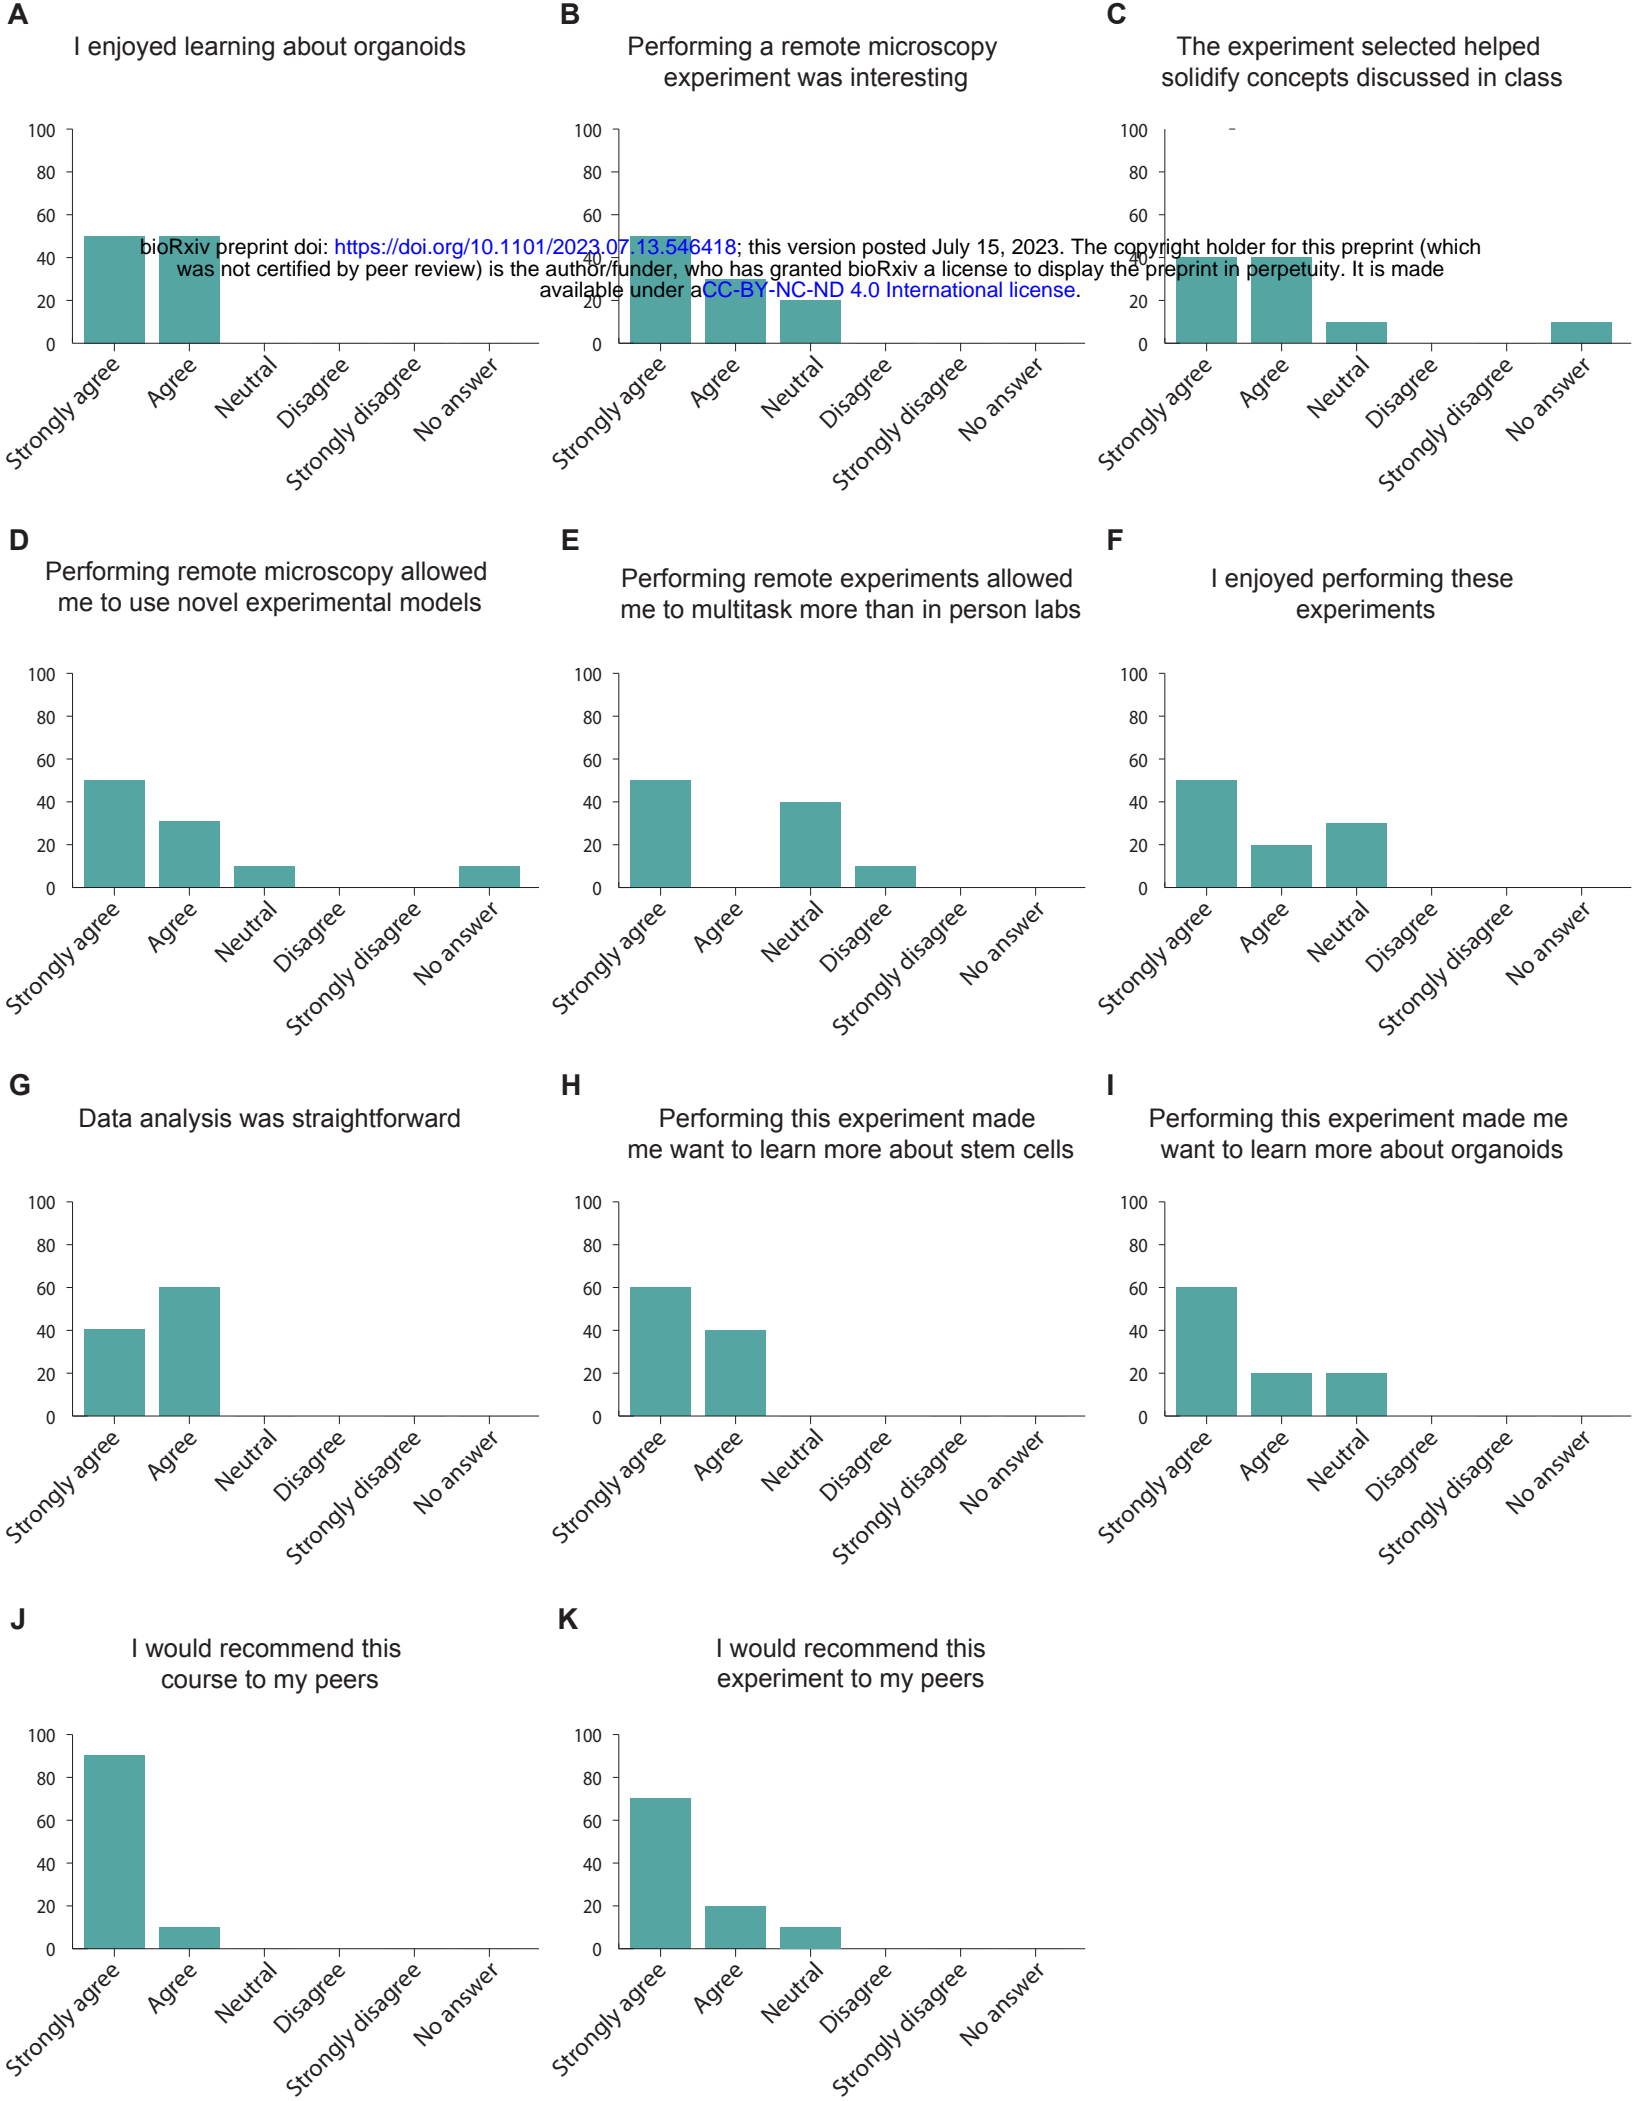 A
I enjoyed learning about organoids
100
80
60
40
20
0
Strongly agree
Agree
Neutral
Disagree
Strongly disagree
No answer
B
Performing a remote microscopy
experiment was interesting
100
80
60
40
20
0
Strongly agree
Agree
Neutral
Disagree
Strongly disagree
No answer
C
The experiment selected helped
solidify concepts discussed in class
100
80
60
40
20
0
Strongly agree
Agree
Neutral
Disagree
Strongly disagree
No answer
bioRxiv preprint doi: https://doi.org/10.1101/2023.07.13.546418; this version posted July 15, 2023. The copyright holder for this preprint (which
was not certified by peer review) is the author/funder, who has granted bioRxiv a license to display the preprint in perpetuity. It is made
available under aCC-BY-NC-ND 4.0 International license.
D
Performing remote microscopy allowed
me to use novel experimental models
100
80
60
40
20
0
Strongly agree
Agree
Neutral
Disagree
Strongly disagree
No answer
E
Performing remote experiments allowed
me to multitask more than in person labs
100
80
60
40
20
0
Strongly agree
Agree
Neutral
Disagree
Strongly disagree
No answer
F
I enjoyed performing these
experiments
100
80
60
40
20
0
Strongly agree
Agree
Neutral
Disagree
Strongly disagree
No answer
G
Data analysis was straightforward
100
80
60
40
20
0
Strongly agree
Agree
Neutral
Disagree
Strongly disagree
No answer
H
Performing this experiment made
me want to learn more about stem cells
100
80
60
40
20
0
Strongly agree
Agree
Neutral
Disagree
Strongly disagree
No answer
I
Performing this experiment made me
want to learn more about organoids
100
80
60
40
20
0
Strongly agree
Agree
Neutral
Disagree
Strongly disagree
No answer
J
I would recommend this
course to my peers
100
80
60
40
20
0
Strongly agree
Agree
Neutral
Disagree
Strongly disagree
No answer
K
I would recommend this
experiment to my peers
100
80
60
40
20
0
Strongly agree
Agree
Neutral
Disagree
Strongly disagree
No answer